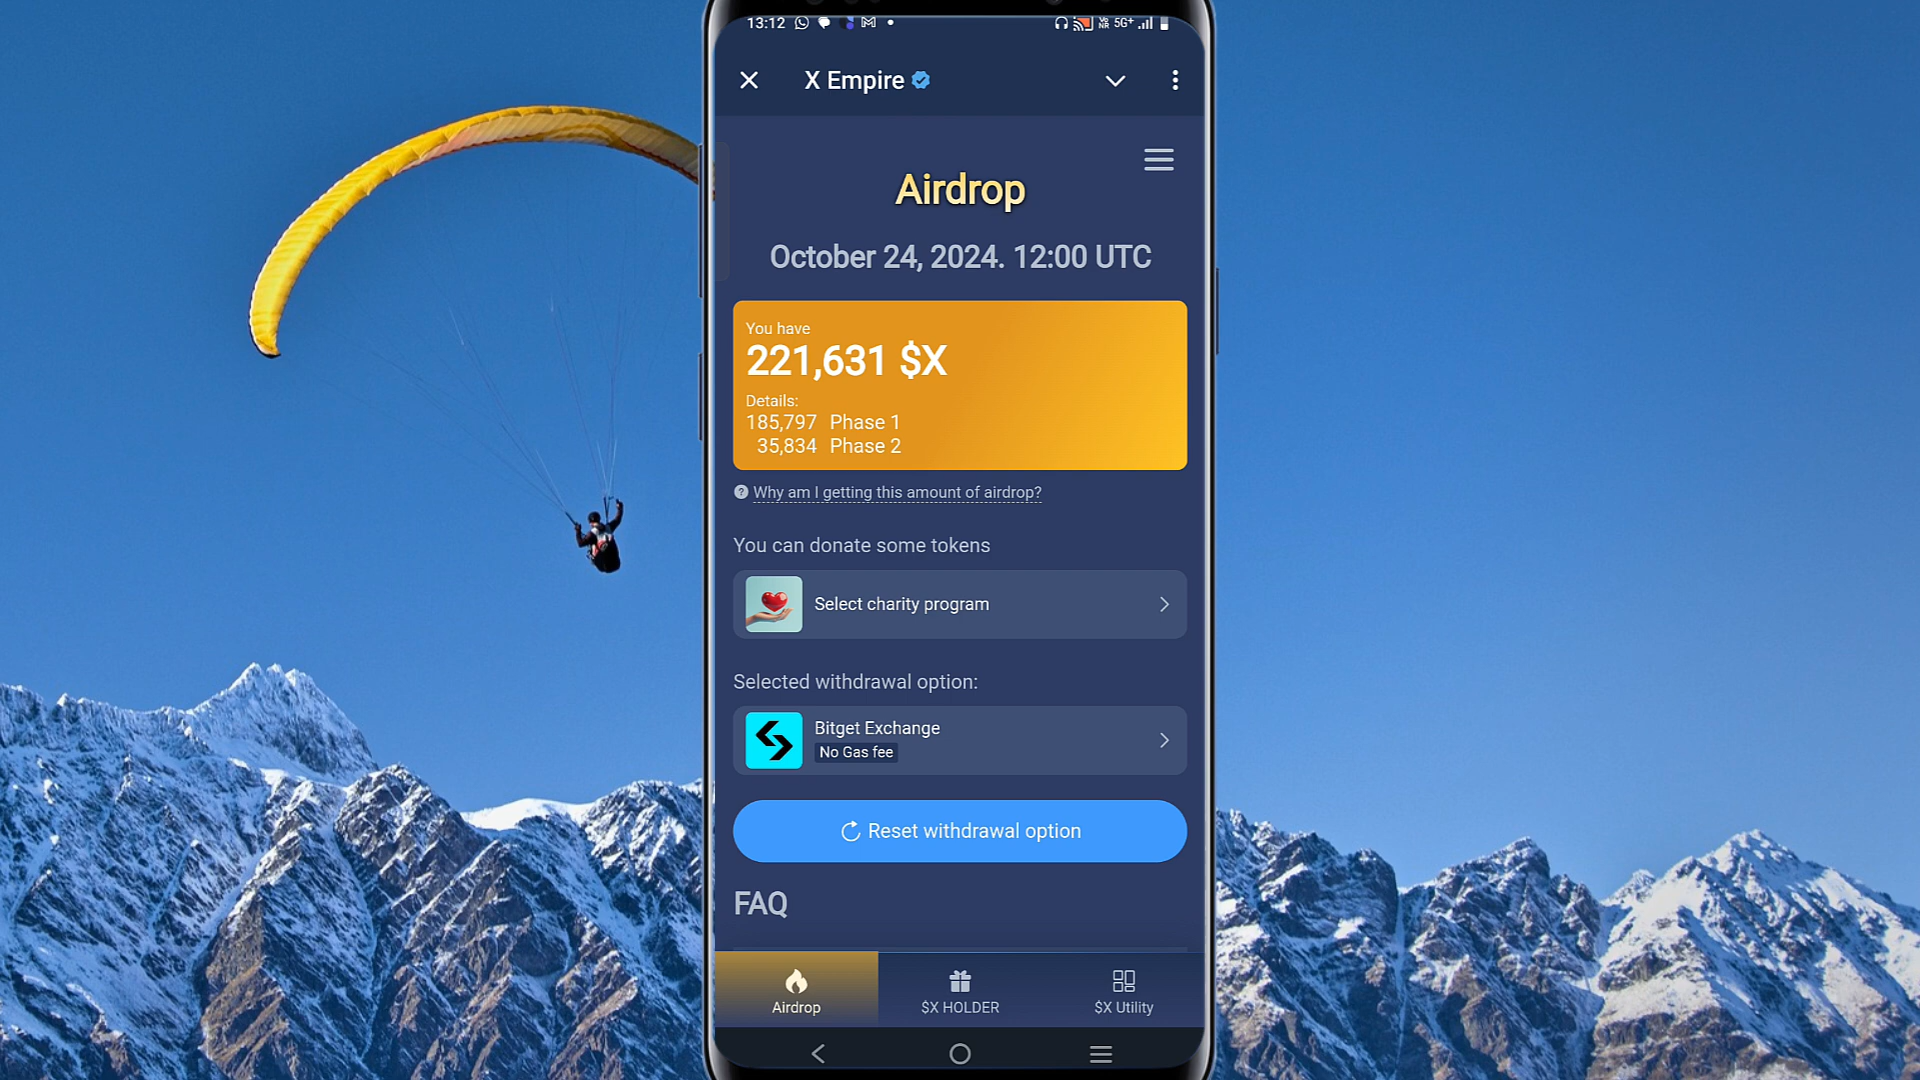 13:12
5G+
X Empire
Airdrop
October 24, 2024. 12:00 UTC
You have
221,631 $X
Details:
185,797 Phase 1
35,834 Phase 2
Why am I getting this amount of airdrop?
You can donate some tokens
Select charity program
Selected withdrawal option:
Bitget Exchange
No Gas fee
Reset withdrawal option
FAQ
Airdrop
$X HOLDER
$X Utility